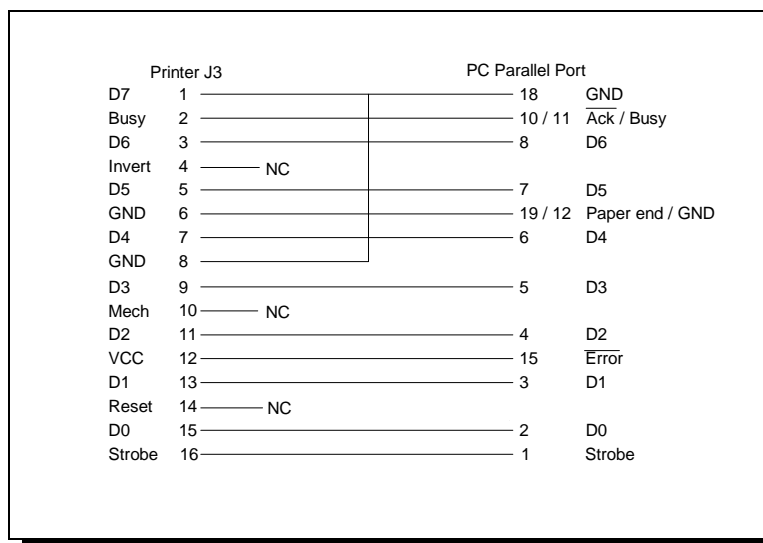 Printer J3 PC Parallel Port
D7 1 18 GND
Busy 2 10 / 11 Ack / Busy
D6 3 8 D6
Invert 4 NC
D5 5 7 D5
GND 6 19 / 12 Paper end / GND
D4 7 6 D4
GND 8
D3 9 5 D3
Mech 10 NC
D2 11 4 D2
VCC 12 15 Error
D1 13 3 D1
Reset 14 NC
D0 15 2 D0
Strobe 16 1 Strobe